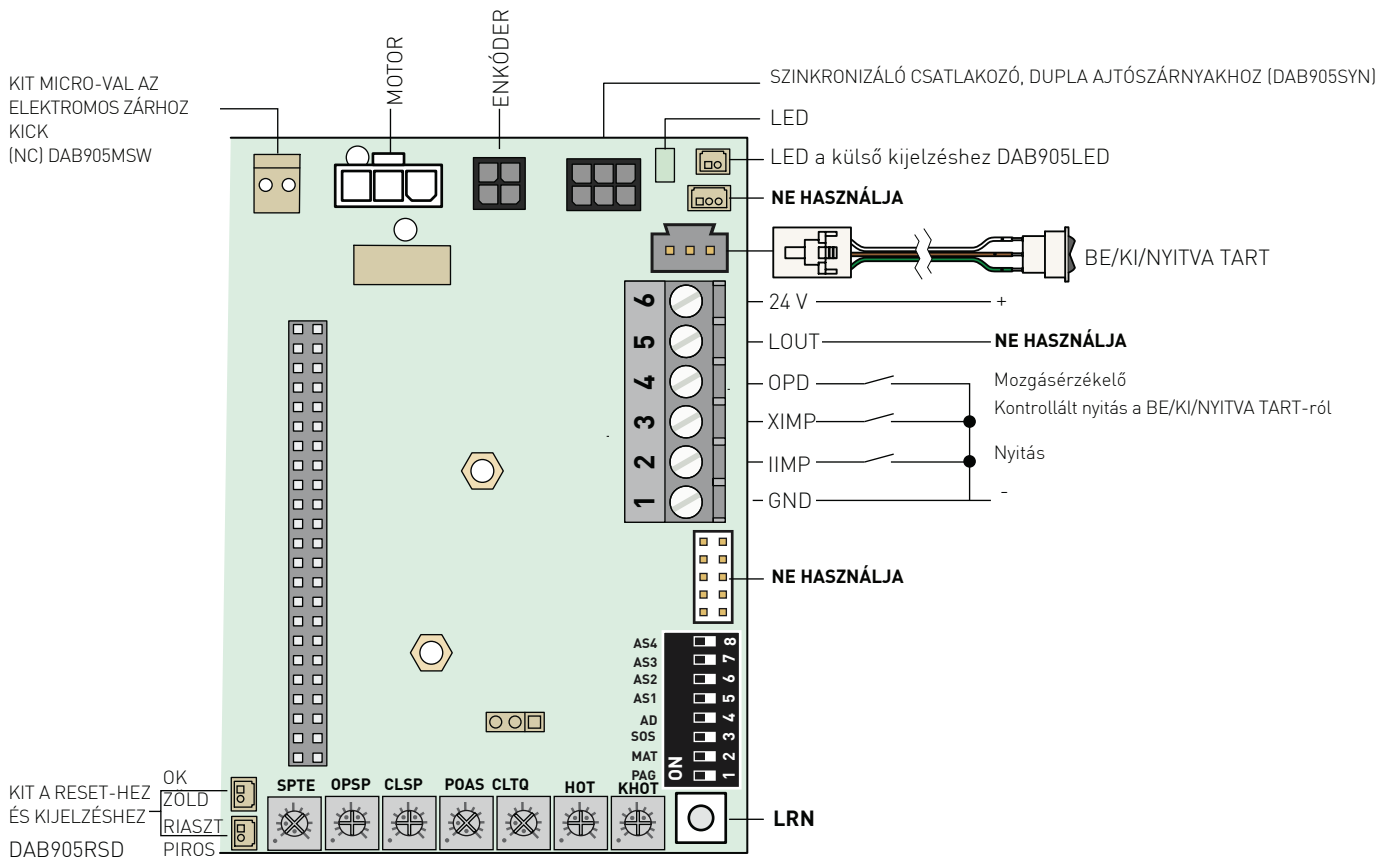 KIT MICRO-VAL AZ
ELEKTROMOS ZÁRHOZ
KICK
(NC) DAB905MSW
MOTOR
ENKÓDER
SZINKRONIZÁLÓ CSATLAKOZÓ, DUPLA AJTÓSZÁRNYAKHOZ (DAB905SYN)
LED
LED a külső kijelzéshez DAB905LED
NE HASZNÁLJA
BE/KI/NYITVA TART
6 24 V +
5 LOUT NE HASZNÁLJA
4 OPD Mozgásérzékelő
Kontrollált nyitás a BE/KI/NYITVA TART-ról
3 XIMP
2 IIMP Nyitás
1 GND -
NE HASZNÁLJA
AS4 8
AS3 7
AS2 6
AS1 5
AD 4
SOS 3
MAT 2
PAG 1
ON
SPTE OPSP CLSP POAS CLTQ HOT KHOT
LRN
KIT A RESET-HEZ
ÉS KIJELZÉSHEZ
DAB905RSD
OK
ZÖLD
RIASZT
PIROS